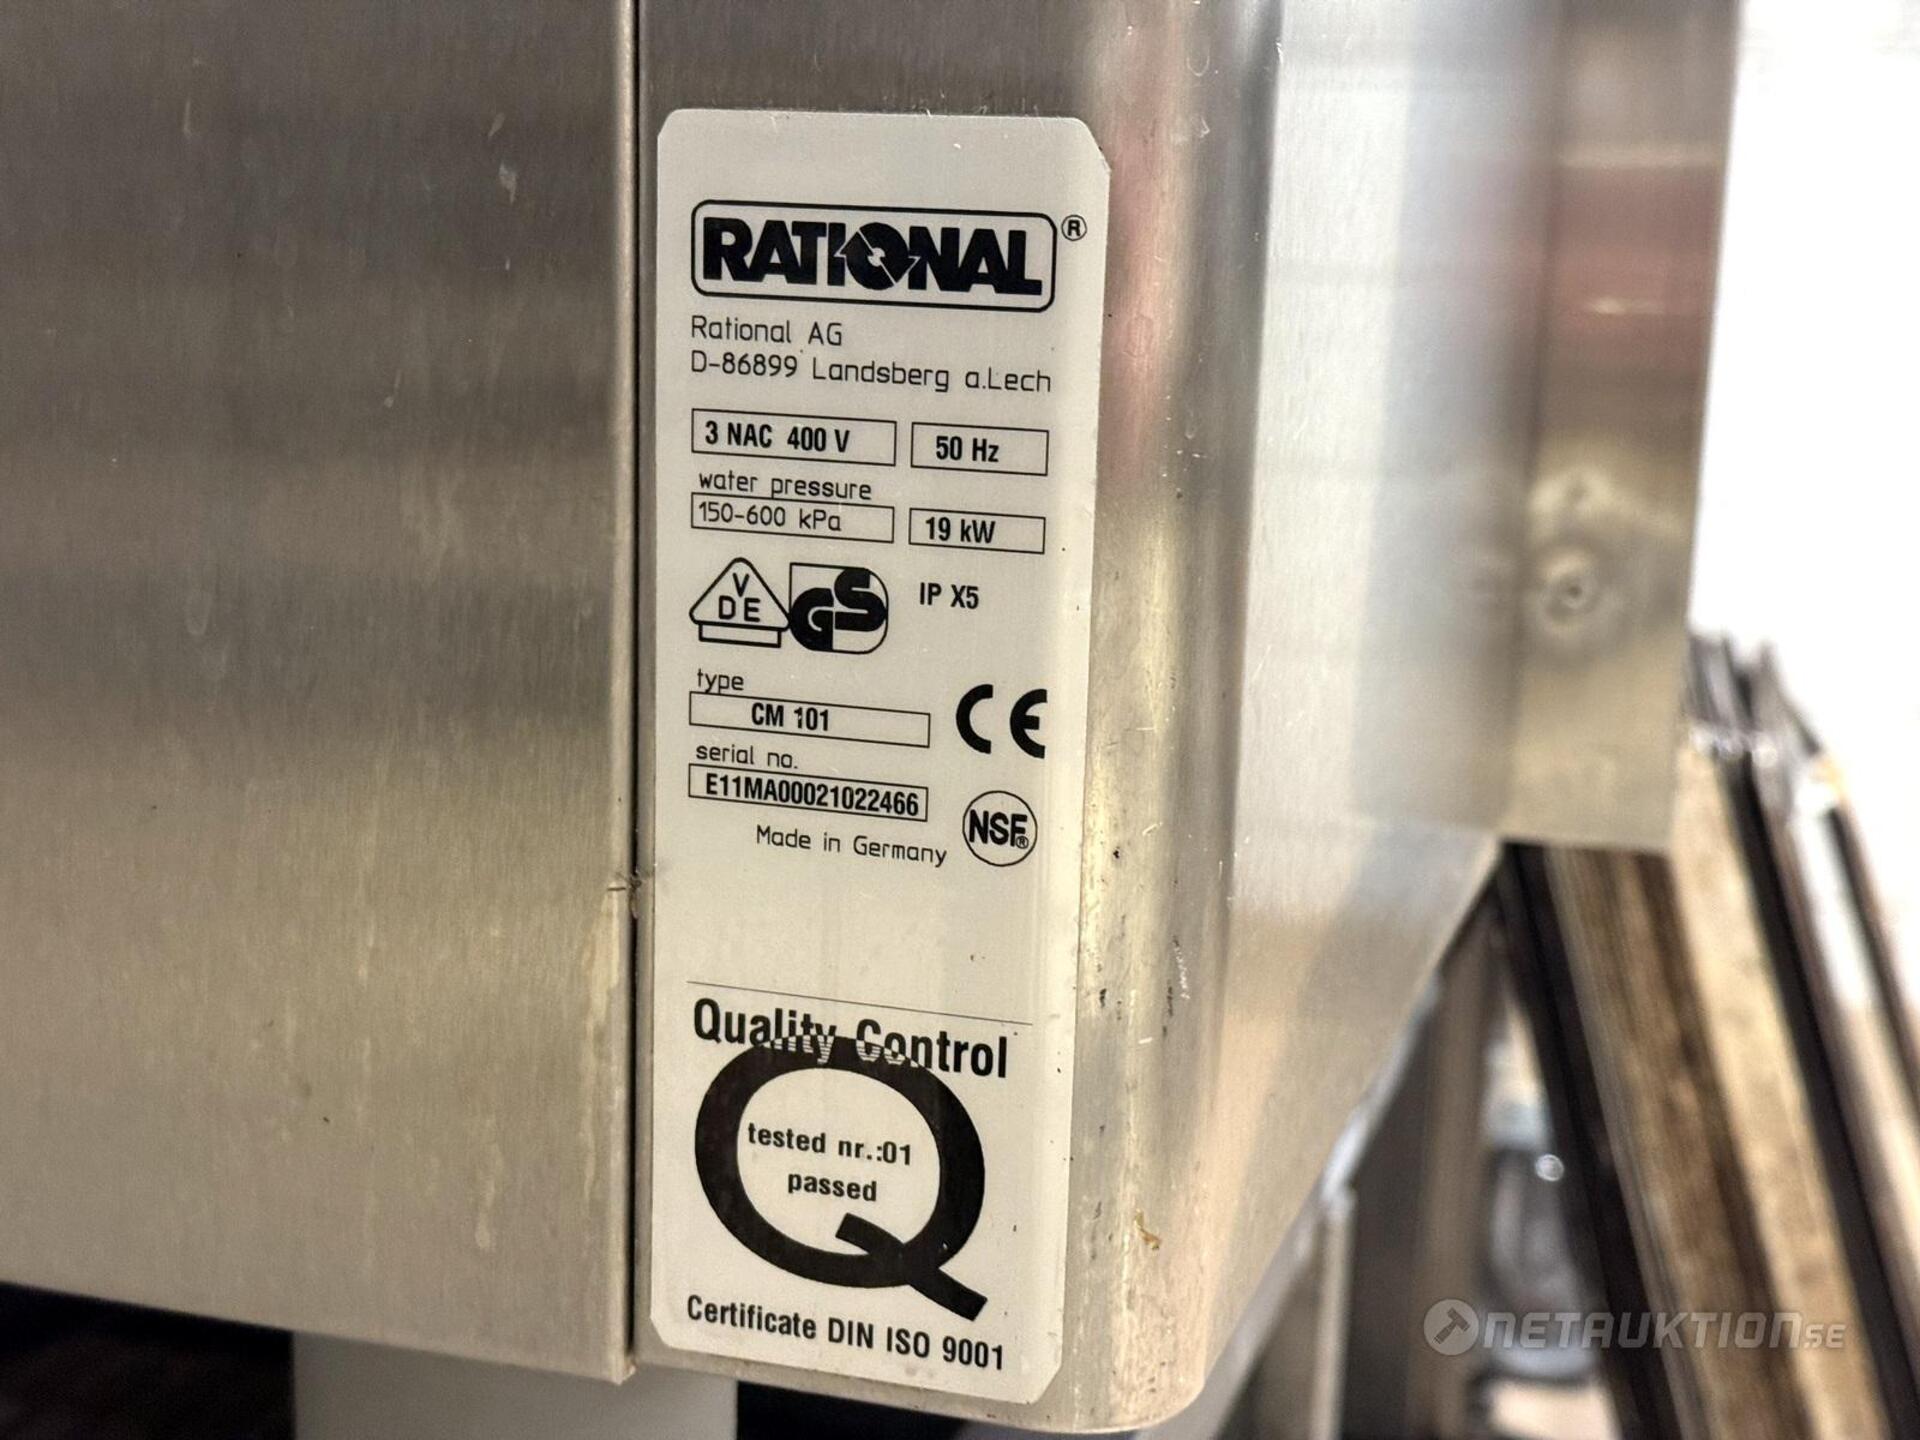 RATIONAL®
Rational AG
D-86899 Landsberg a.Lech
3 NAC 400 V 50 Hz
water pressure
150-600 kPa 19 kW
VDE GS IP X5
type
CM 101 CE
serial no.
E11MA00021022466
NSF®
Made in Germany
Quality Control
tested nr.:01
passed
Certificate DIN ISO 9001
NETAUKTION.SE